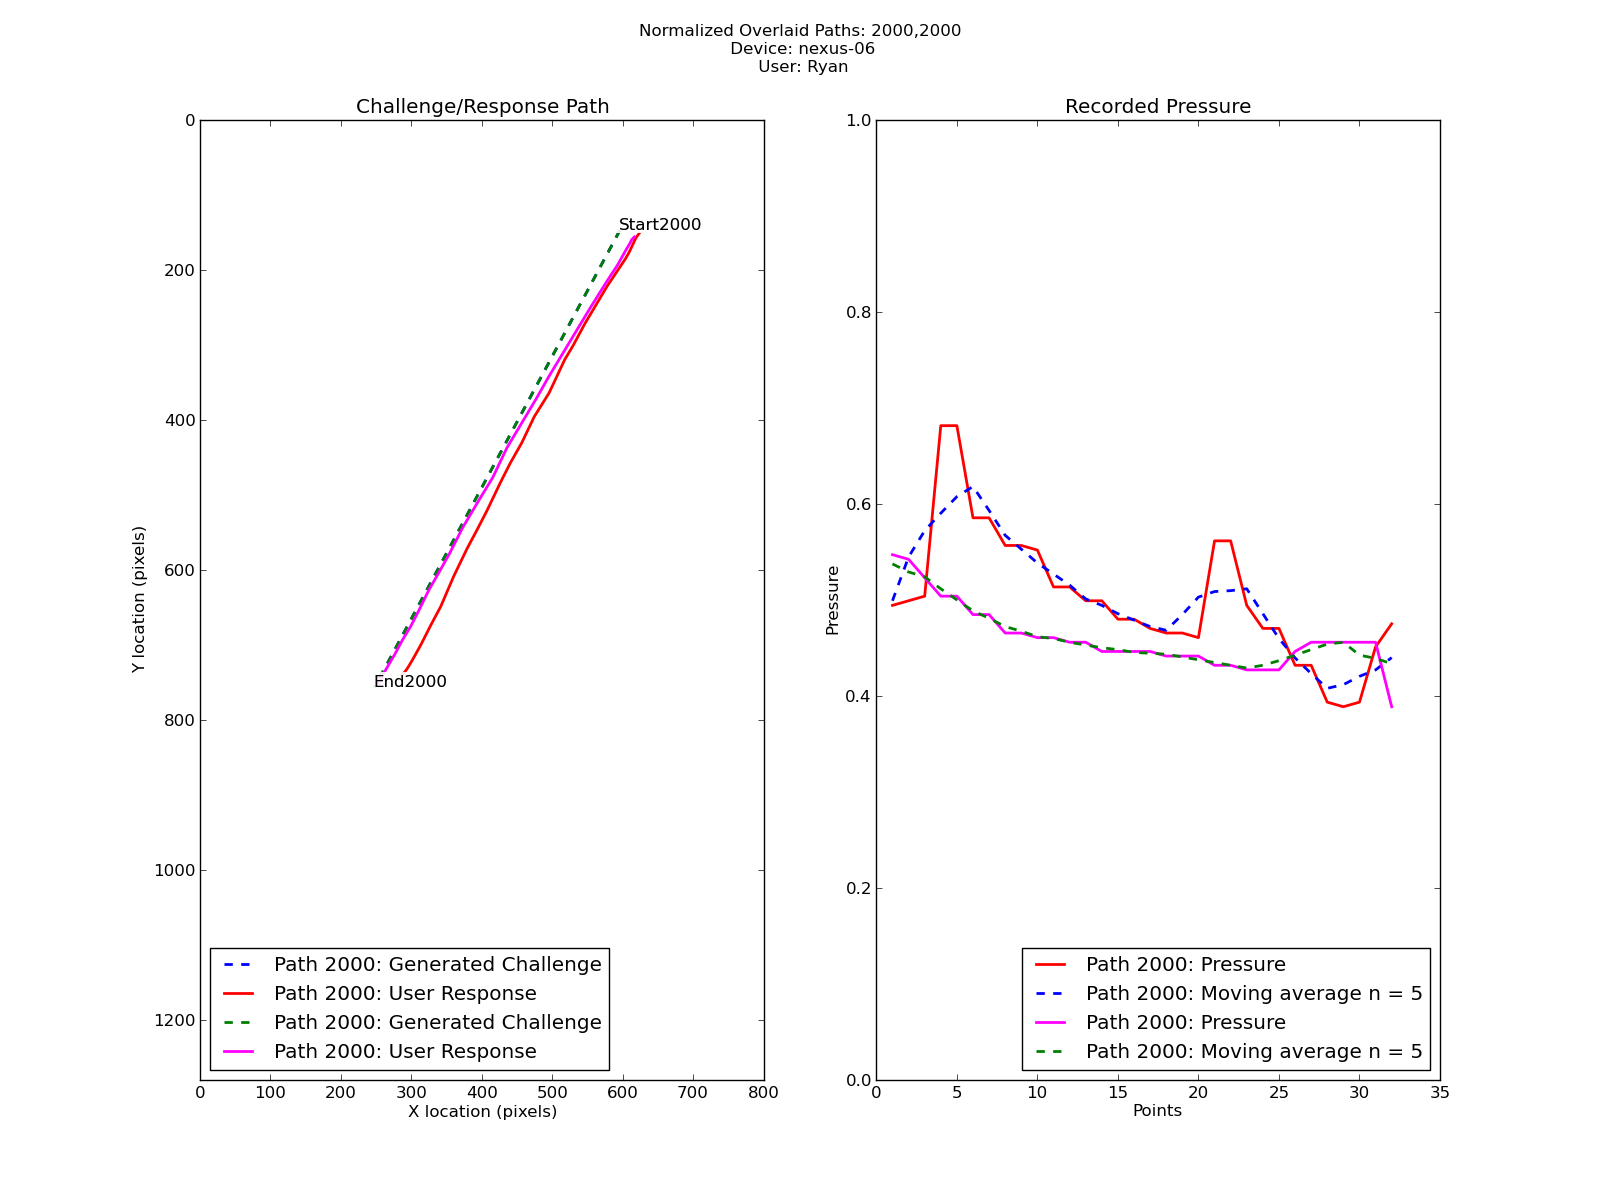 Normalized Overlaid Paths: 2000,2000
Device: nexus-06
User: Ryan
Challenge/Response Path
0
200
400
600
800
1000
1200
Y location (pixels)
Start2000
End2000
Path 2000: Generated Challenge
Path 2000: User Response
Path 2000: Generated Challenge
Path 2000: User Response
0 100 200 300 400 500 600 700 800
X location (pixels)
Recorded Pressure
1.0
0.8
0.6
0.4
0.2
0.0
Pressure
Path 2000: Pressure
Path 2000: Moving average n = 5
Path 2000: Pressure
Path 2000: Moving average n = 5
0 5 10 15 20 25 30 35
Points